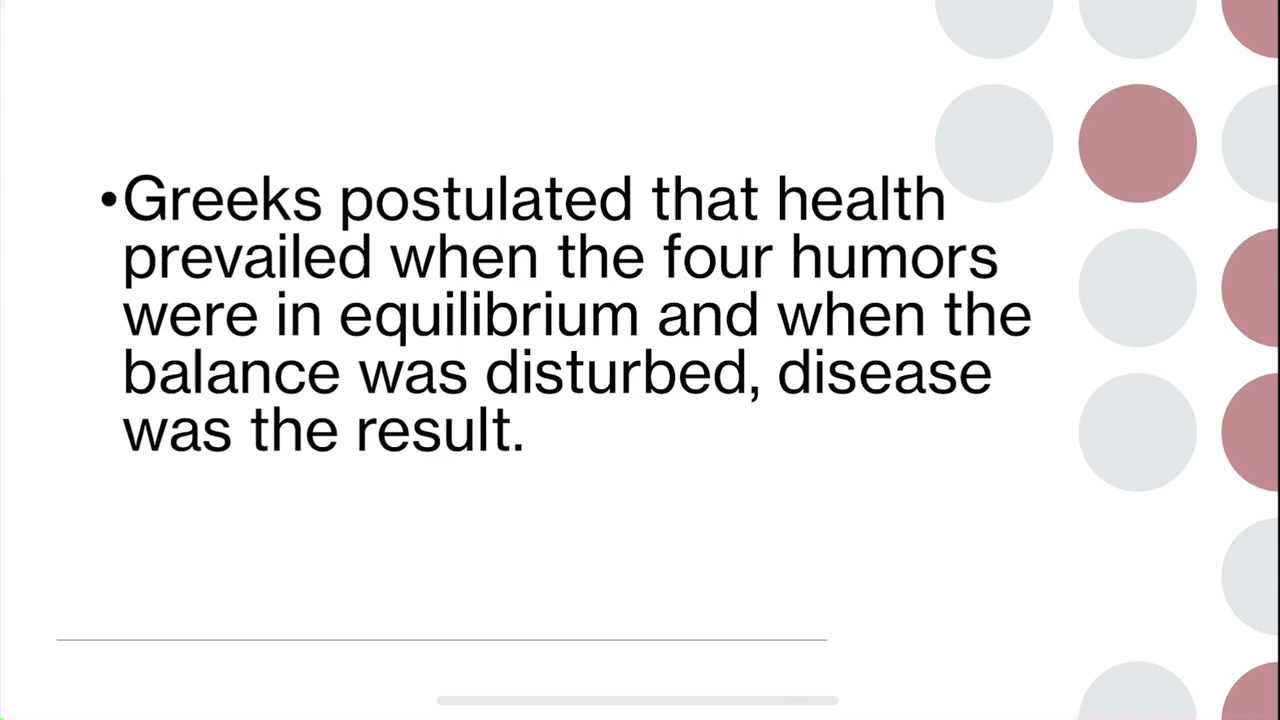 •Greeks postulated that health
prevailed when the four humors
were in equilibrium and when the
balance was disturbed, disease
was the result.